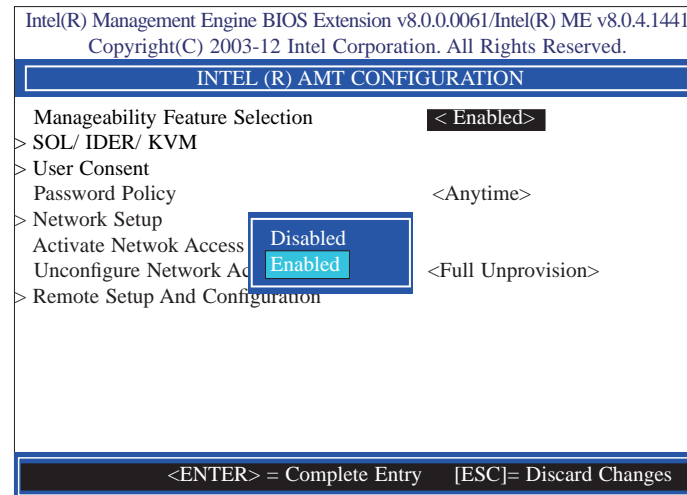 Intel(R) Management Engine BIOS Extension v8.0.0.0061/Intel(R) ME v8.0.4.1441
Copyright(C) 2003-12 Intel Corporation. All Rights Reserved.
INTEL (R) AMT CONFIGURATION
Manageability Feature Selection < Enabled>
> SOL/ IDER/ KVM
> User Consent
Password Policy <Anytime>
> Network Setup
Activate Netwok Access
Unconfigure Network Ac <Full Unprovision>
> Remote Setup And Configuration
Disabled
Enabled
<ENTER> = Complete Entry [ESC]= Discard Changes